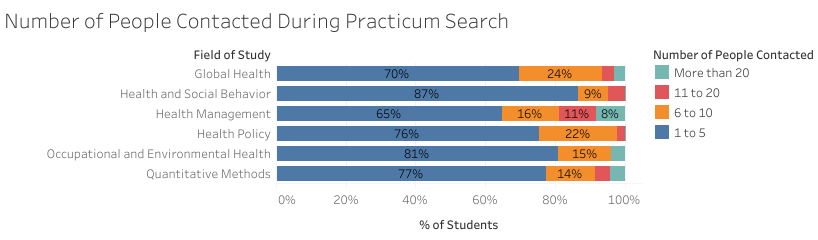 Number of People Contacted During Practicum Search
Field of Study
Number of People Contacted
Global Health 70% 24%
More than 20
Health and Social Behavior 87% 9%
11 to 20
Health Management 65% 16% 11% 8%
6 to 10
Health Policy 76% 22%
1 to 5
Occupational and Environmental Health 81% 15%
Quantitative Methods 77% 14%
0% 20% 40% 60% 80% 100%
% of Students